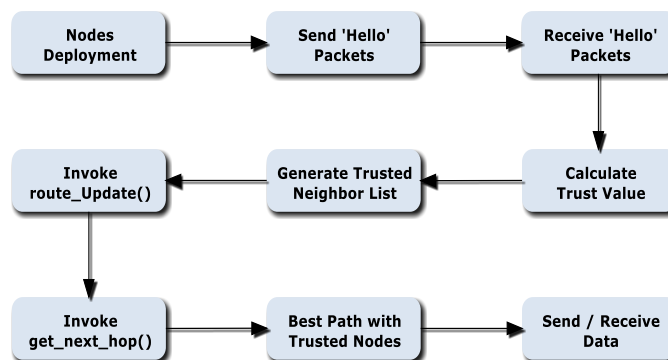 Nodes
Deployment
Send 'Hello'
Packets
Receive 'Hello'
Packets
Invoke
route_Update()
Generate Trusted
Neighbor List
Calculate
Trust Value
Invoke
get_next_hop()
Best Path with
Trusted Nodes
Send / Receive
Data